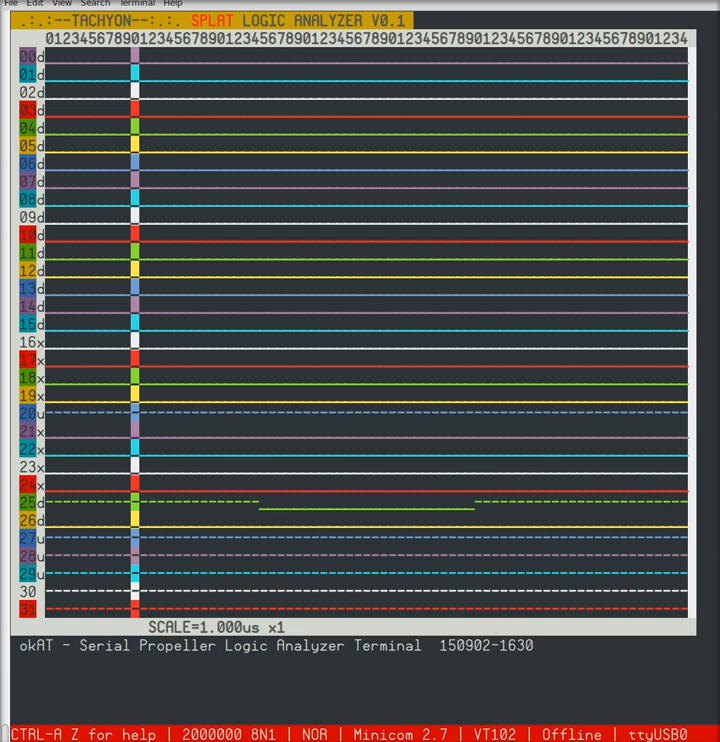 File Edit View Search Terminal Help
.:.:--TACHYON--:.:. SPLAT LOGIC ANALYZER V0.1
012345678901234567890123456789012345678901234567890123456789012345678901234
00d
01d
02d
03d
04d
05d
06d
07d
08d
09d
10d
11d
12d
13d
14d
15d
16x
17x
18x
19x
20u
21x
22x
23x
24x
25d
26d
27u
28u
29u
30
31
SCALE=1.000us x1
okAT - Serial Propeller Logic Analyzer Terminal 150902-1630
CTRL-A Z for help | 2000000 8N1 | NOR | Minicom 2.7 | VT102 | Offline | ttyUSB0